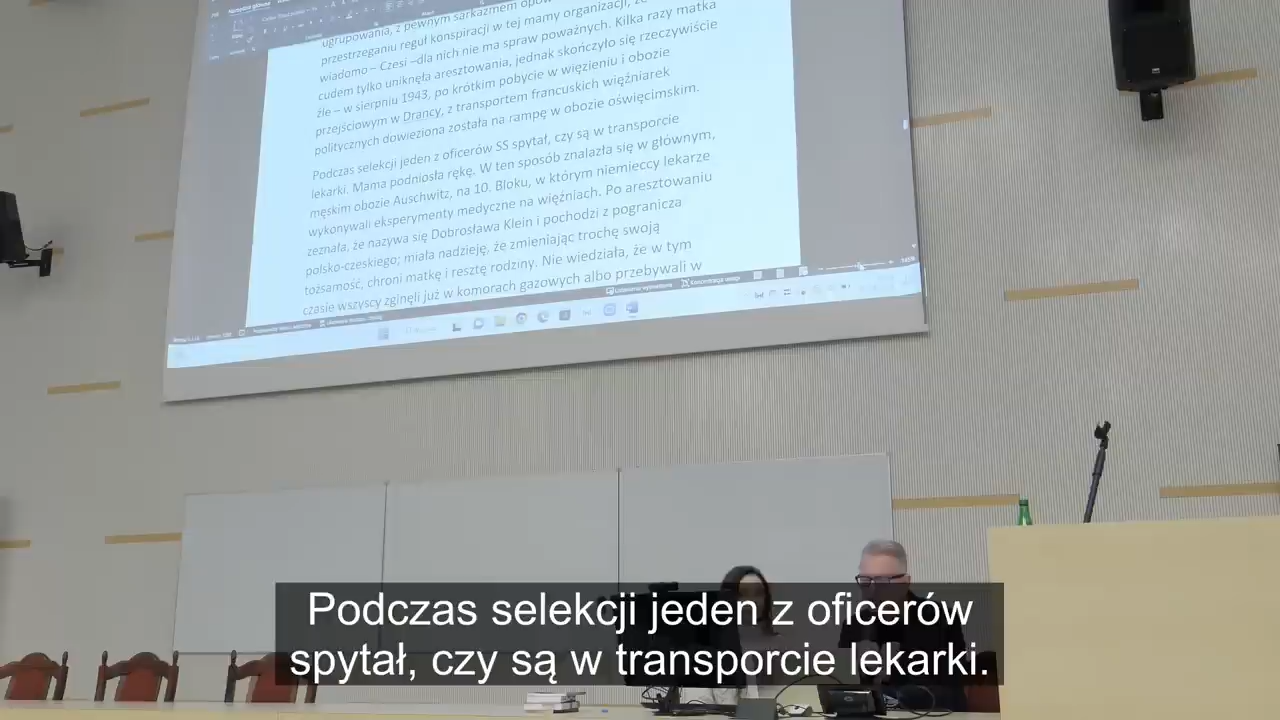 Narzędzia główne
ugrupowania, z pewnym sarkazmem
przestrzeganiu reguł konspiracji w tej mamy organizacji, że
wiadomo – Czesi –dla nich nie ma spraw poważnych. Kilka razy matka
cudem tylko uniknęła aresztowania, jednak skończyło się rzeczywiście
źle – w sierpniu 1943, po krótkim pobycie w więzieniu i obozie
przejściowym w Drancy, z transportem francuskich więźniarek
politycznych dowieziona została na rampę w obozie oświęcimskim.
Podczas selekcji jeden z oficerów SS spytał, czy są w transporcie
lekarki. Mama podniosła rękę. W ten sposób znalazła się w głównym,
męskim obozie Auschwitz, na 10. Bloku, w którym niemieccy lekarze
wykonywali eksperymenty medyczne na więźniach. Po aresztowaniu
zeznała, że nazywa się Dobrosława Klein i pochodzi z pogranicza
polsko-czeskiego; miała nadzieję, że zmieniając trochę swoją
tożsamość, chroni matkę i resztę rodziny. Nie wiedziała, że w tym
czasie wszyscy zginęli już w komorach gazowych albo przebywali w
Podczas selekcji jeden z oficerów
spytał, czy są w transporcie lekarki.